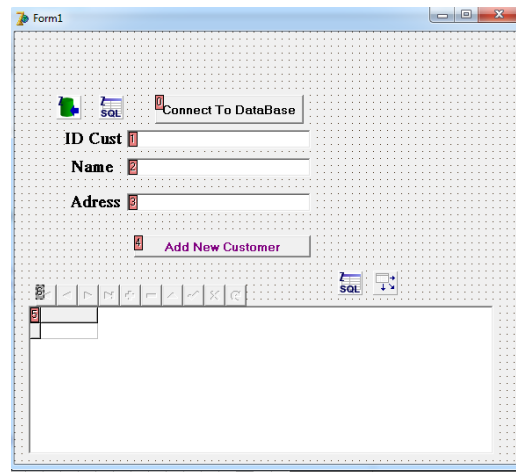 Form1
Z
Z SQL
0 Connect To DataBase
ID Cust 1
Name 2
Adress 3
4 Add New Customer
Z SQL
5